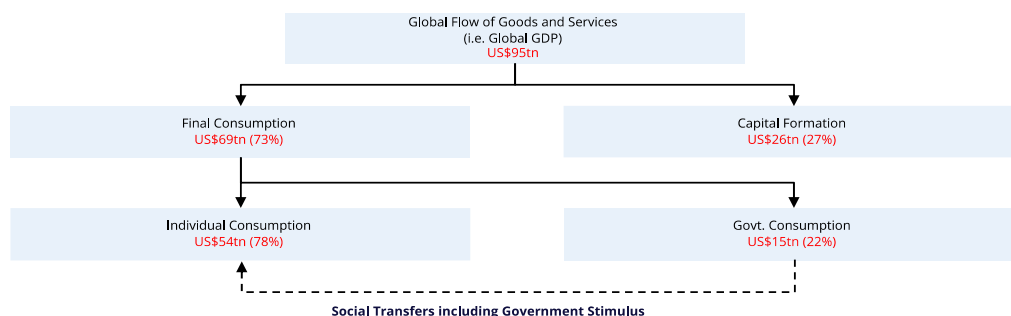 Global Flow of Goods and Services
(i.e. Global GDP)
US$95tn
Final Consumption
US$69tn (73%)
Capital Formation
US$26tn (27%)
Individual Consumption
US$54tn (78%)
Govt. Consumption
US$15tn (22%)
Social Transfers including Government Stimulus